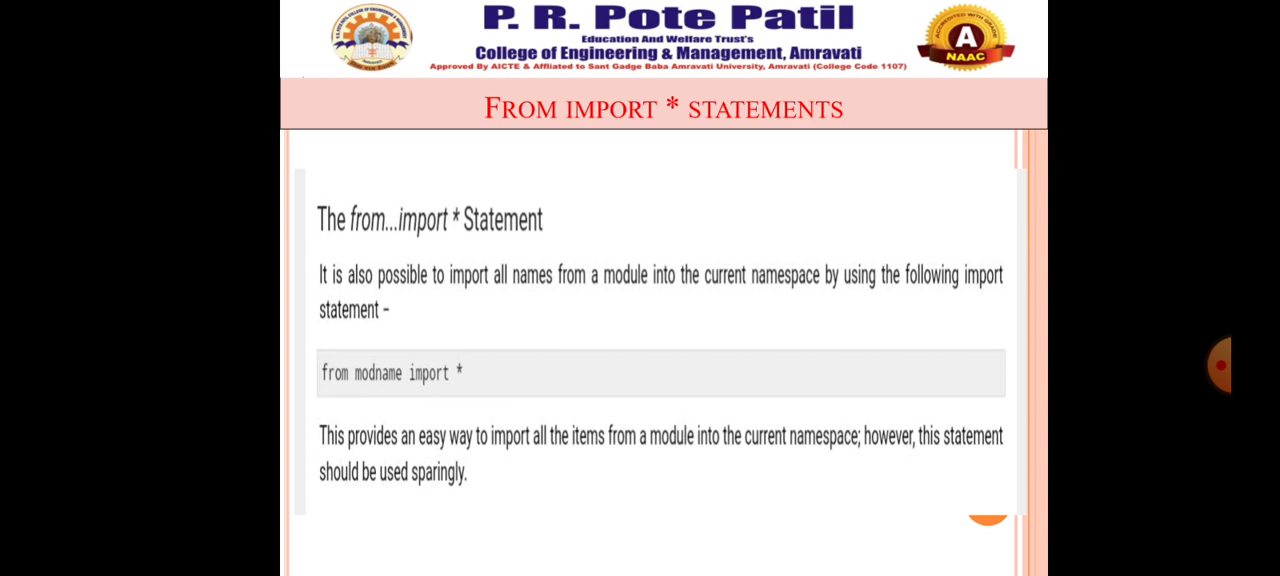 P. R. Pote Patil
Education And Welfare Trust's
College of Engineering & Management, Amravati
Approved By AICTE & Affliated to Sant Gadge Baba Amravati University, Amravati (College Code 1107)
ACCREDITED WITH GRADE
A
NAAC
FROM IMPORT * STATEMENTS
The from...import * Statement
It is also possible to import all names from a module into the current namespace by using the following import
statement –
from modname import *
This provides an easy way to import all the items from a module into the current namespace; however, this statement
should be used sparingly.